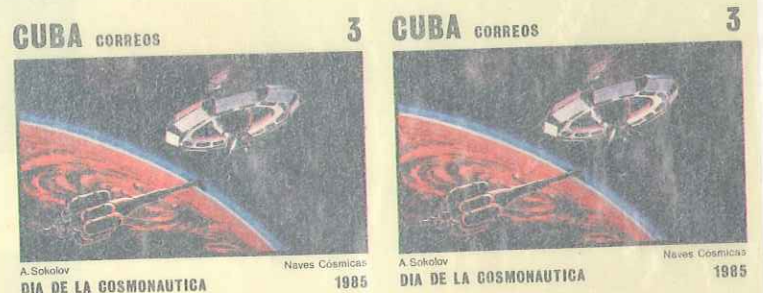 CUBA CORREOS 3
A.Sokolov Naves Cósmicas
DIA DE LA COSMONAUTICA 1985
CUBA CORREOS 3
A.Sokolov Naves Cósmicas
DIA DE LA COSMONAUTICA 1985